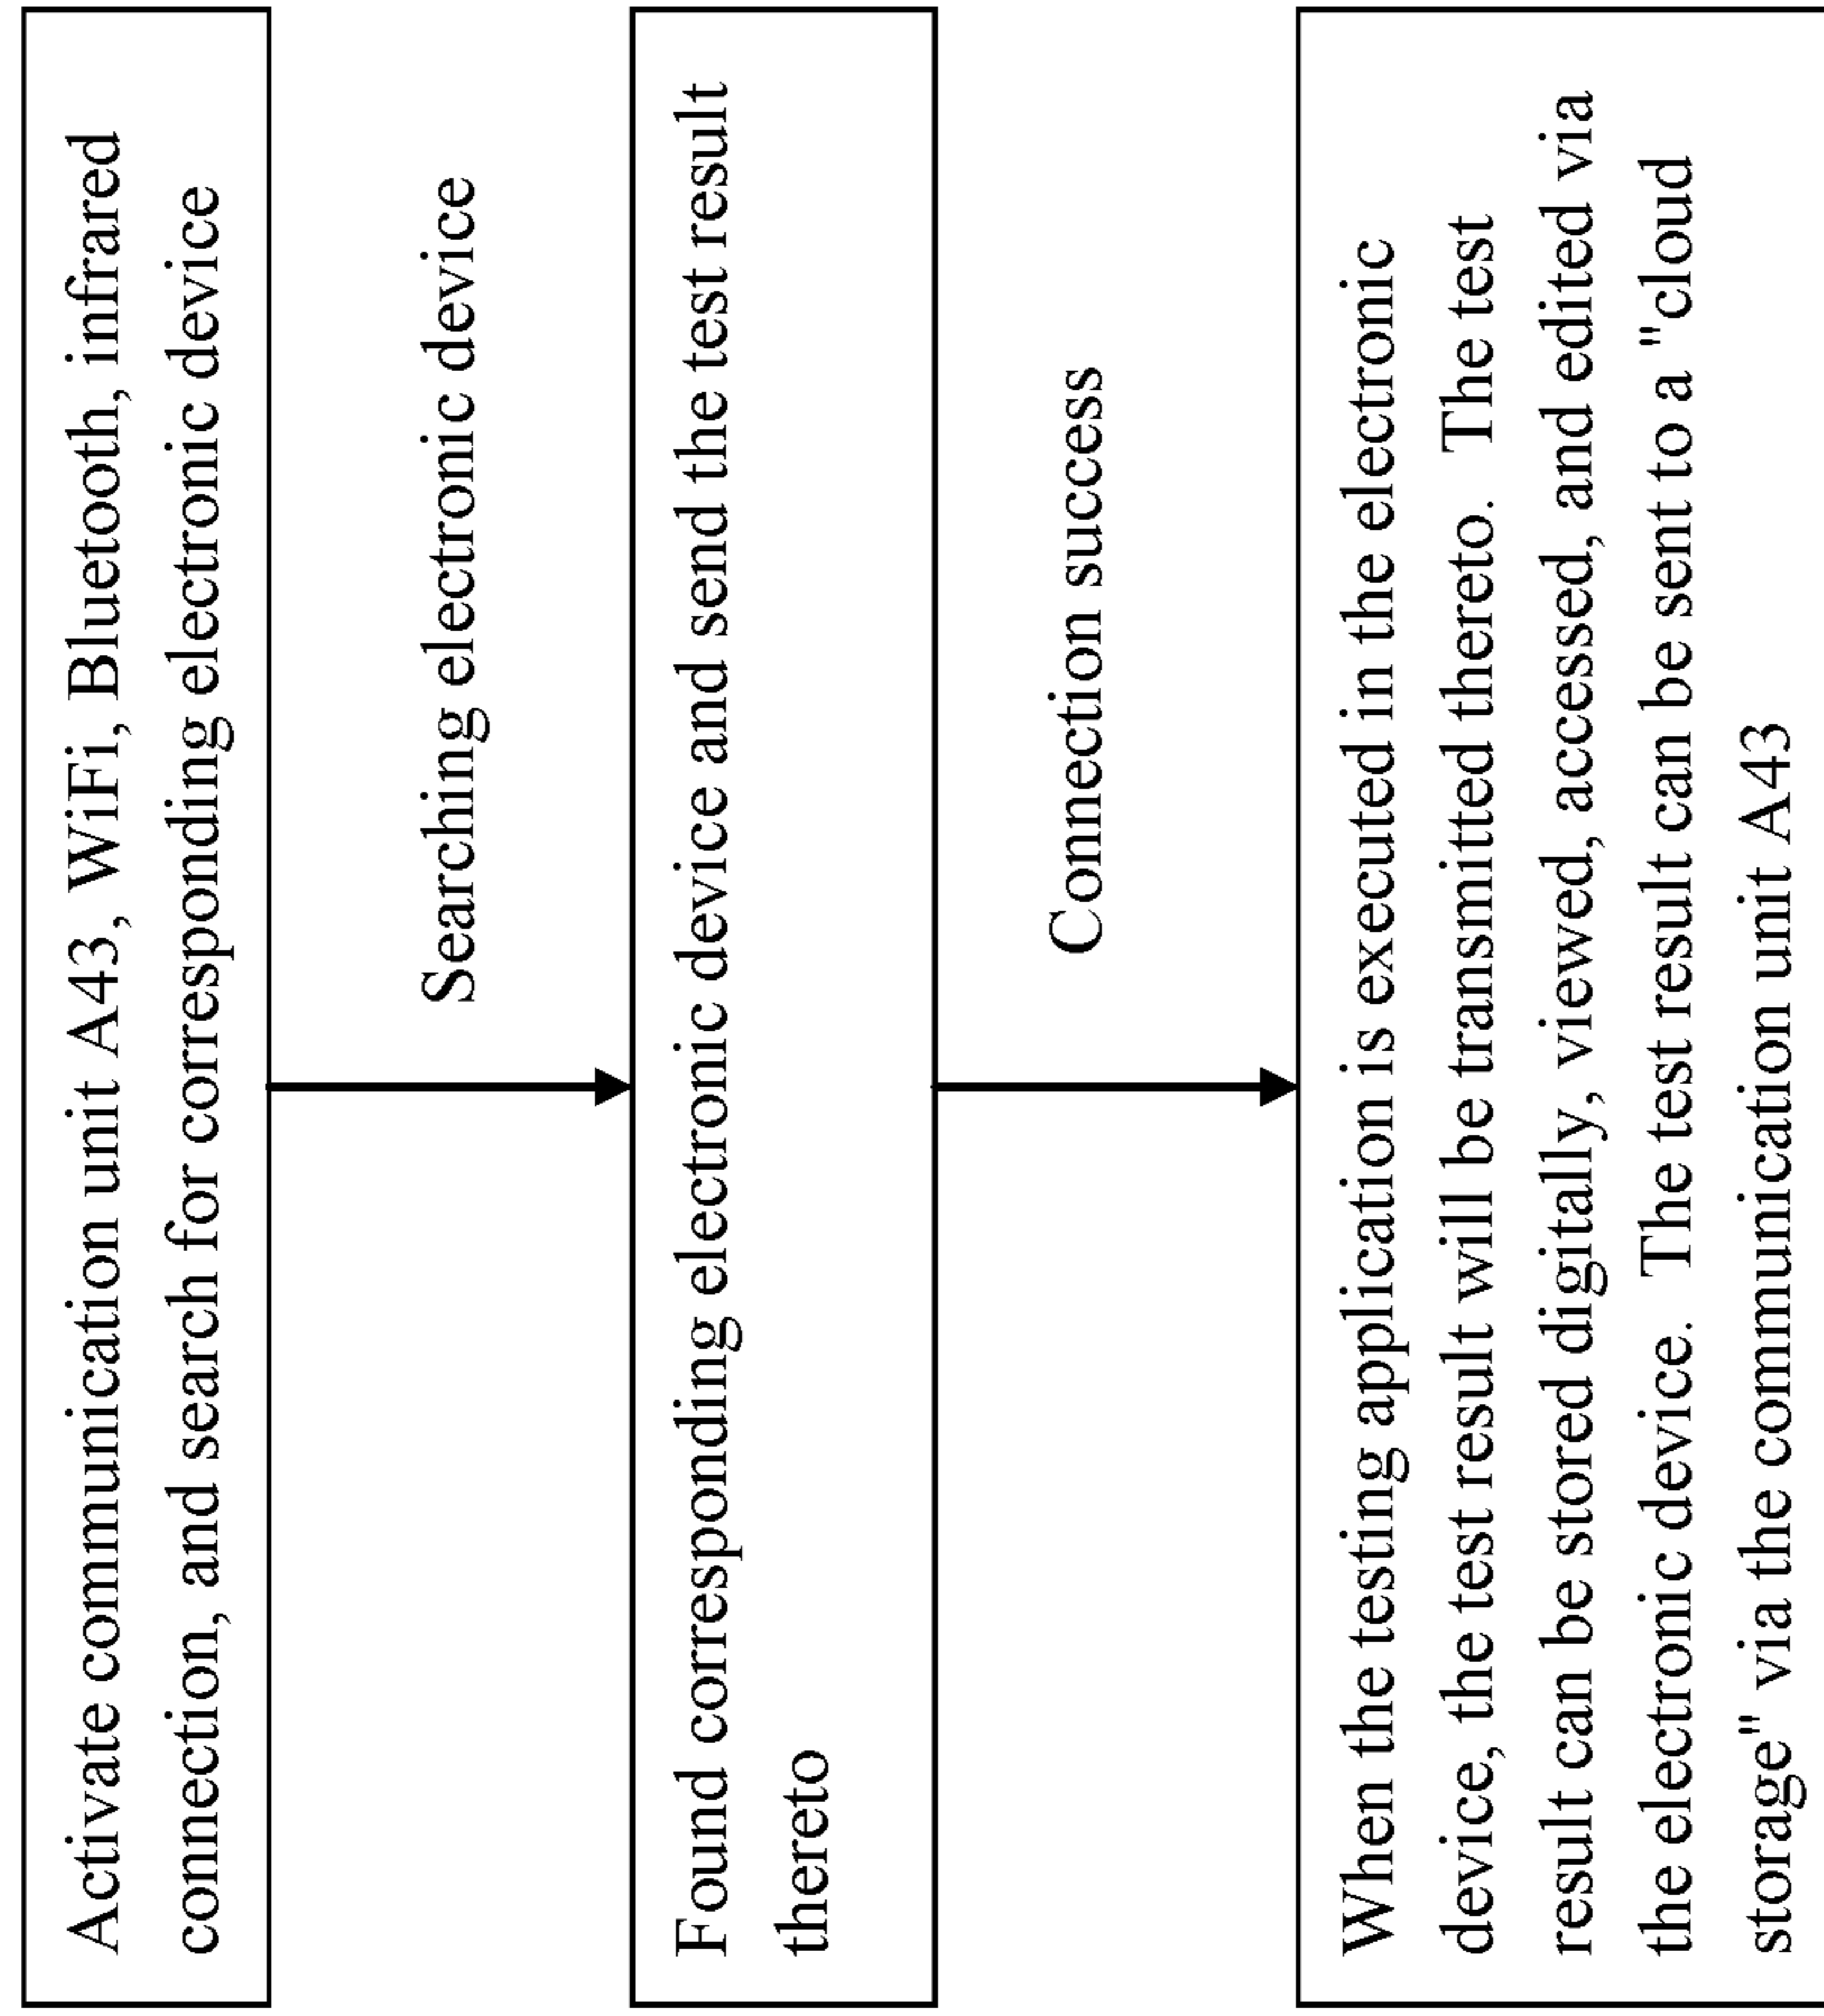 Activate communication unit A43, WiFi, Bluetooth, infrared
connection, and search for corresponding electronic device
Searching electronic device
Found corresponding electronic device and send the test result
thereto
Connection success
When the testing application is executed in the electronic
device, the test result will be transmitted thereto. The test
result can be stored digitally, viewed, accessed, and edited via
the electronic device. The test result can be sent to a "cloud
storage" via the communication unit A43